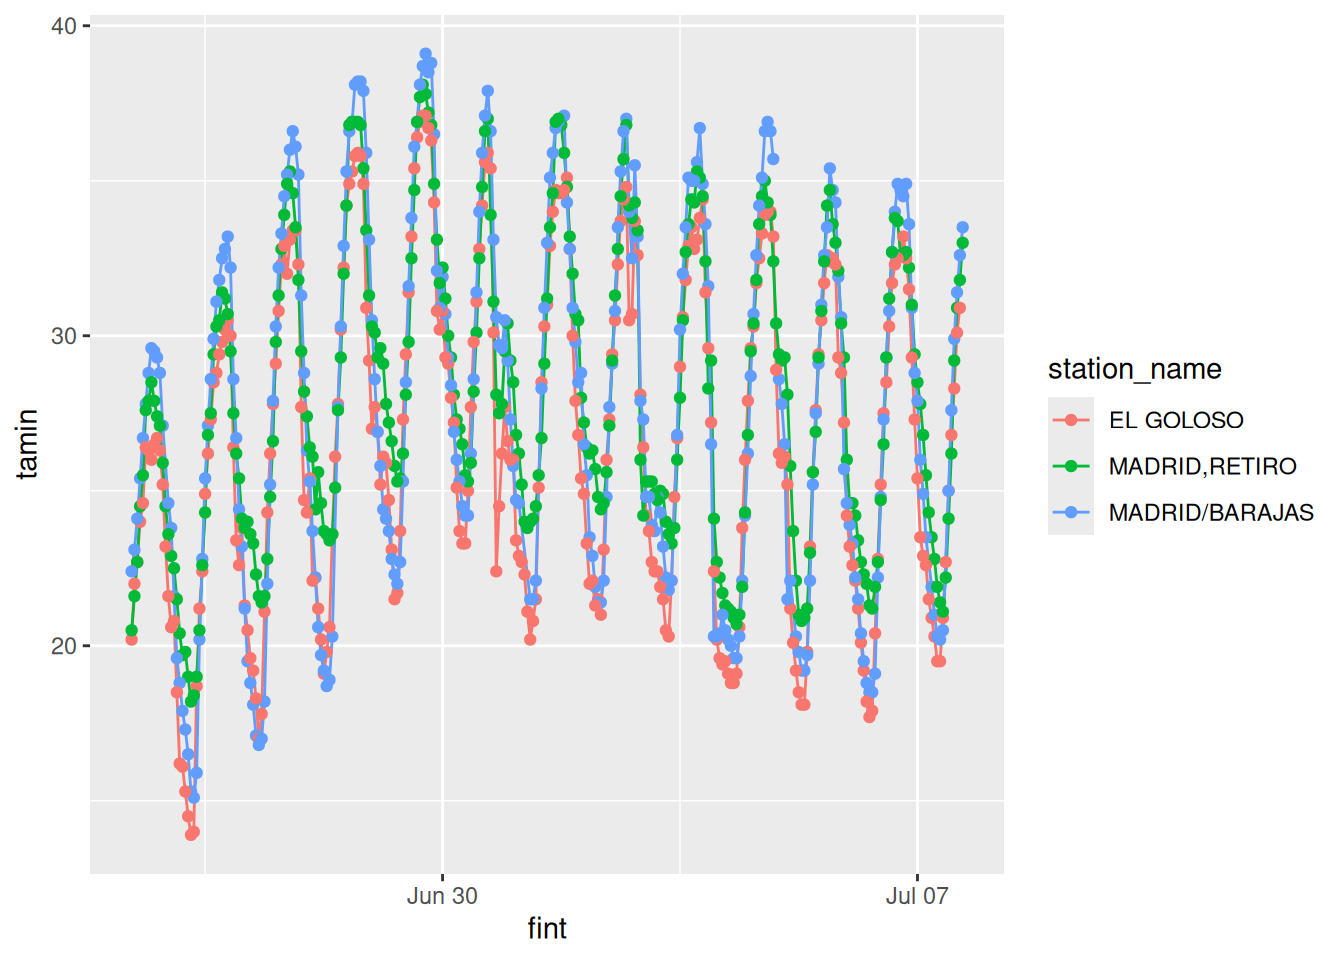 40
30
20
tamin
Jun 30
Jul 07
fint
station_name
EL GOLOSO
MADRID,RETIRO
MADRID/BARAJAS